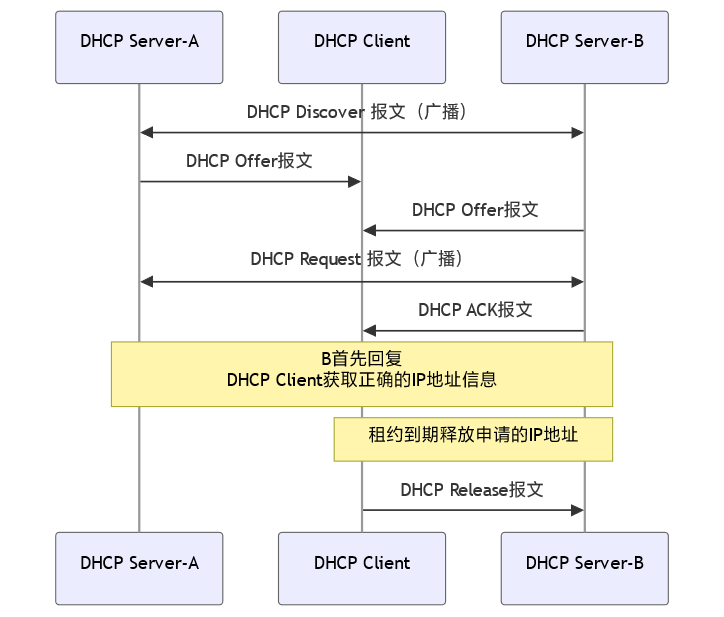 DHCP Server-A
DHCP Client
DHCP Server-B
DHCP Discover 报文（广播）
DHCP Offer报文
DHCP Offer报文
DHCP Request 报文（广播）
DHCP ACK报文
B首先回复
DHCP Client获取正确的IP地址信息
租约到期释放申请的IP地址
DHCP Release报文
DHCP Server-A
DHCP Client
DHCP Server-B